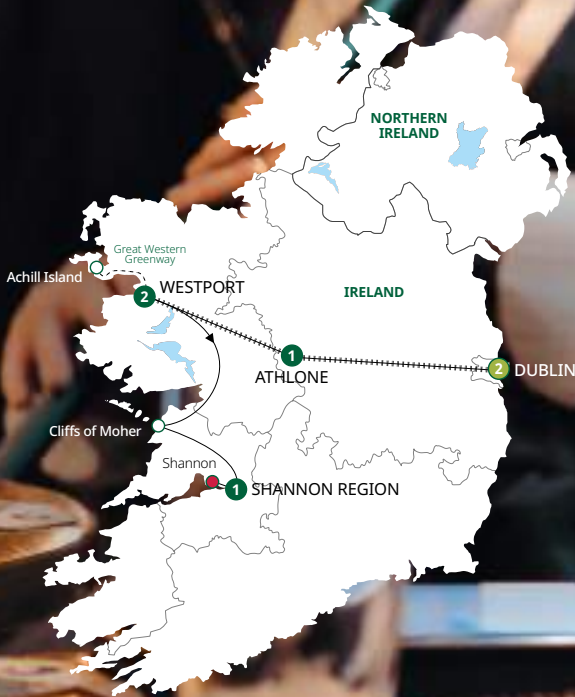 NORTHERN
IRELAND
Great Western
Greenway
Achill Island
WESTPORT
2
IRELAND
1
ATHLONE
2
DUBLIN
Cliffs of Moher
Shannon
1
SHANNON REGION